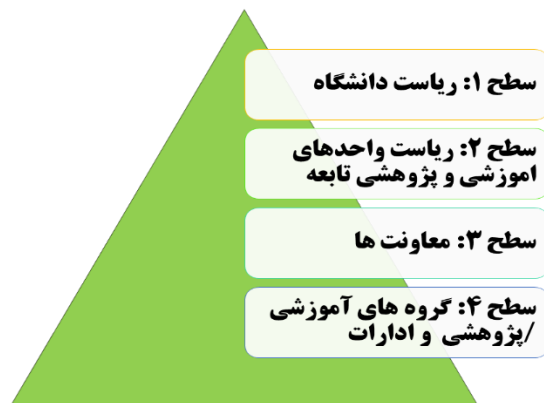 سطح ۱: ریاست دانشگاه
سطح ۲: ریاست واحدهای
اموزشی و پژوهشی تابعه
سطح ۳: معاونت ها
سطح ۴: گروه های آموزشی
/پژوهشی و ادارات